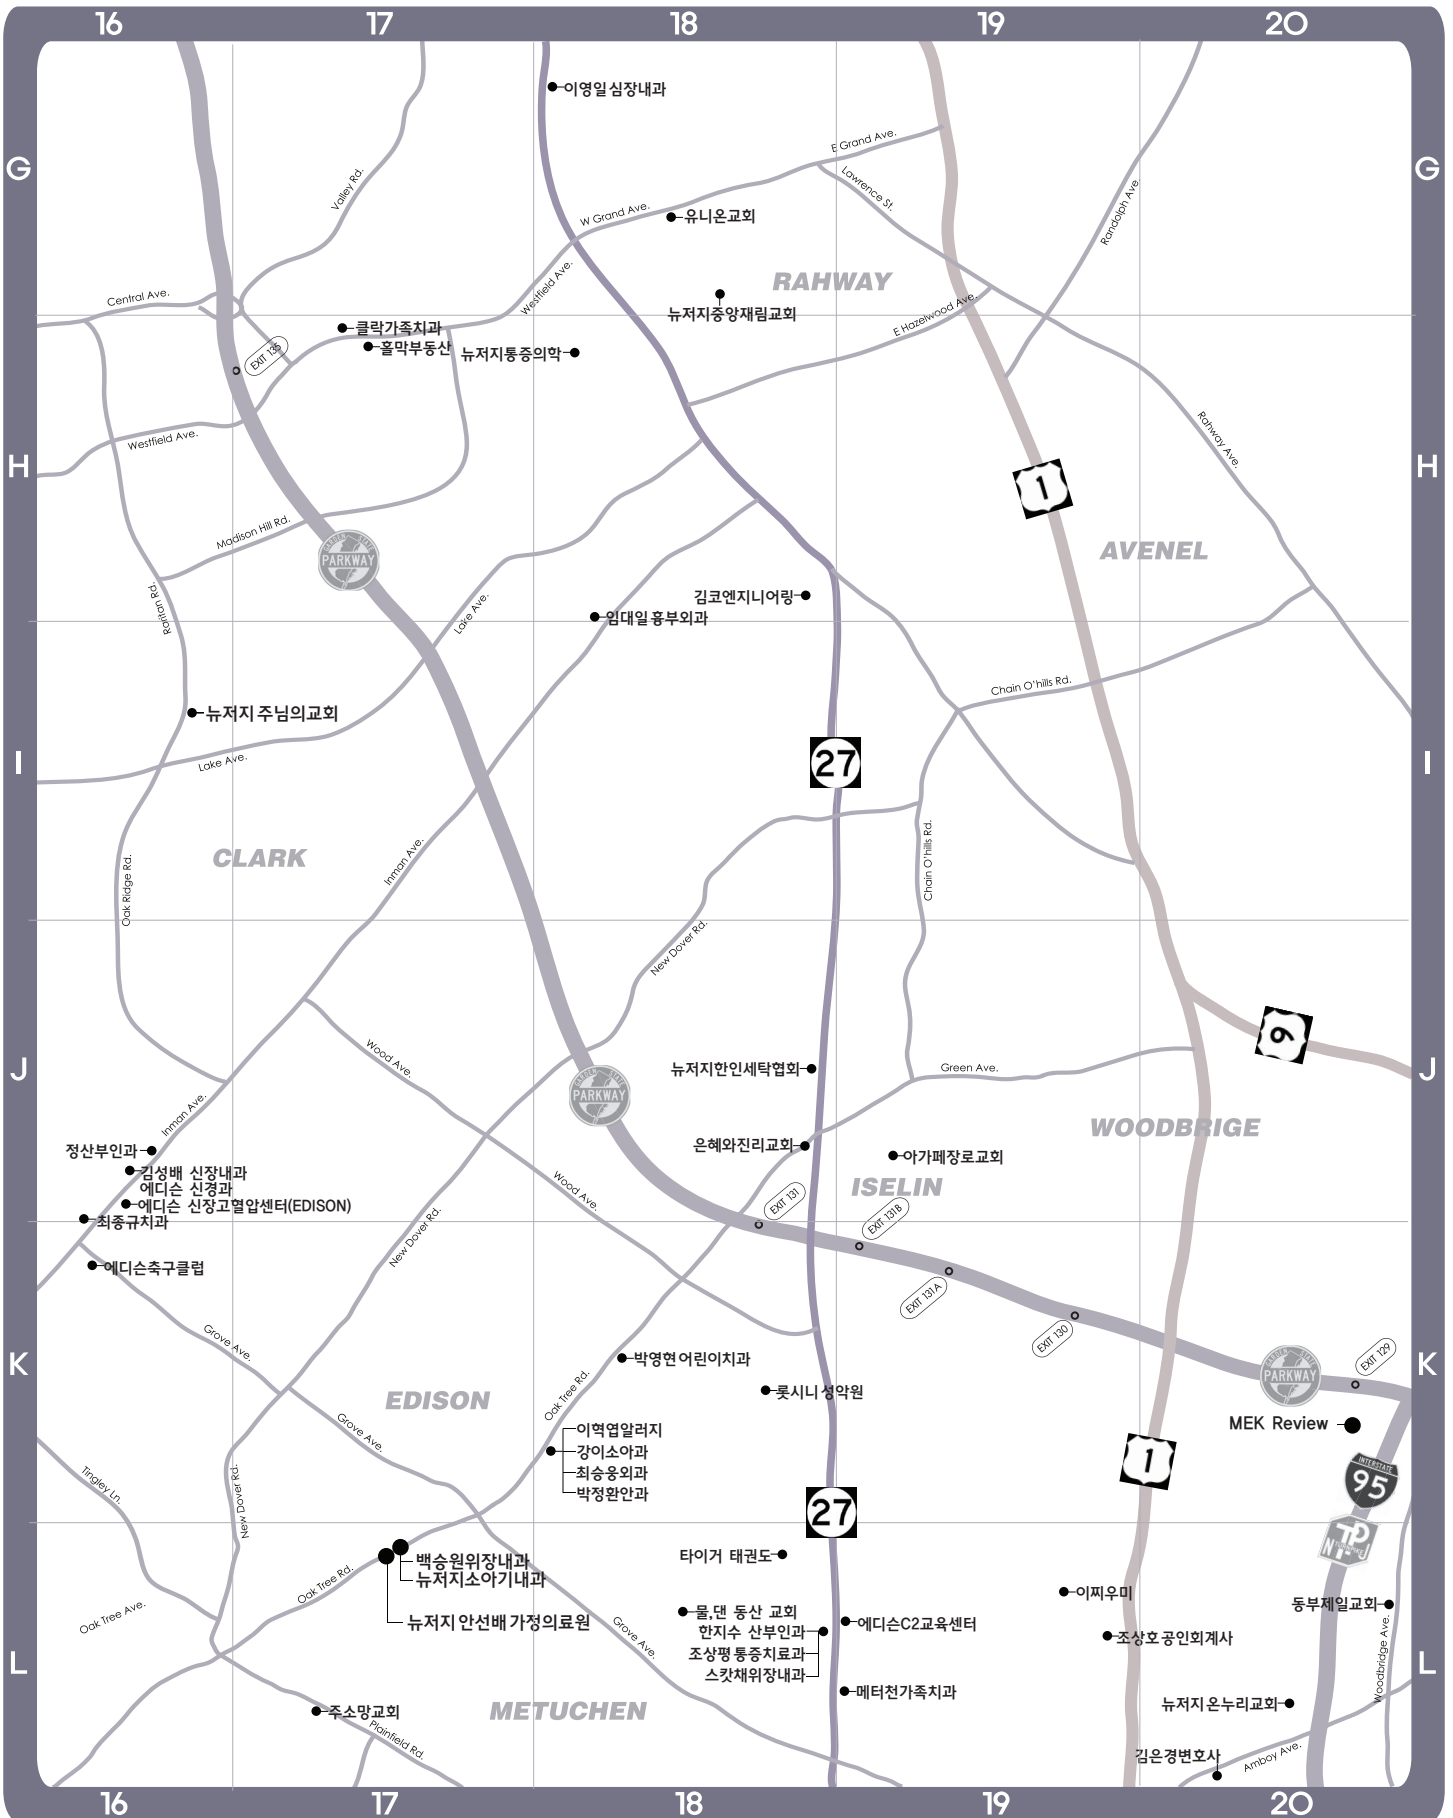 16 17 18 19 20
이영일심장내과
E Grand Ave.
G G
Lawrence St.
Valley Rd.
Randolph Ave
W Grand Ave.
유니온교회
Westfield Ave.
RAHWAY
Central Ave.
뉴저지중앙재림교회
E Hazelwood Ave.
클락가족치과
홀막부동산
뉴저지통증의학
EXIT 135
Westfield Ave.
Rahway Ave.
H H
1
Madison Hill Rd.
GARDEN STATE
PARKWAY
AVENEL
Raritan Rd.
Lake Ave.
김코엔지니어링
임대일흉부외과
Chain O'hills Rd.
뉴저지 주님의교회
Lake Ave.
I I
27
CLARK
Inman Ave.
Chain O'hills Rd.
Oak Ridge Rd.
New Dover Rd.
9
Wood Ave.
뉴저지한인세탁협회
Green Ave.
J J
PARKWAY
Inman Ave.
WOODBRIGE
정산부인과
은혜와진리교회
아가페장로교회
김성배 신장내과
에디슨 신경과
ISELIN
Wood Ave.
EXIT 131
에디슨 신장고혈압센터(EDISON)
EXIT 131B
최종규치과
New Dover Rd.
에디슨축구클럽
EXIT 131A
Grove Ave.
EXIT 130
박영현어린이치과
K K
GARDEN STATE
PARKWAY
EXIT 129
EDISON
Oak Tree Rd.
롯시니성악원
Grove Ave.
이혁엽알러지
강이소아과
최승웅외과
박정환안과
MEK Review
1
INTERSTATE
95
Tingley Ln.
New Dover Rd.
27
N TP J
TURNPIKE
백승원위장내과
뉴저지소아기내과
타이거 태권도
Oak Tree Rd.
이찌우미
동부제일교회
Oak Tree Ave.
뉴저지안선배가정의료원
물,댄 동산 교회
에디슨C2교육센터
한지수 산부인과
조상호공인회계사
Grove Ave.
조상평통증치료과
L L
스캇채위장내과
Woodbridge Ave.
메터천가족치과
뉴저지온누리교회
주소망교회
METUCHEN
Plainfield Rd.
김은경변호사
Amboy Ave.
16 17 18 19 20